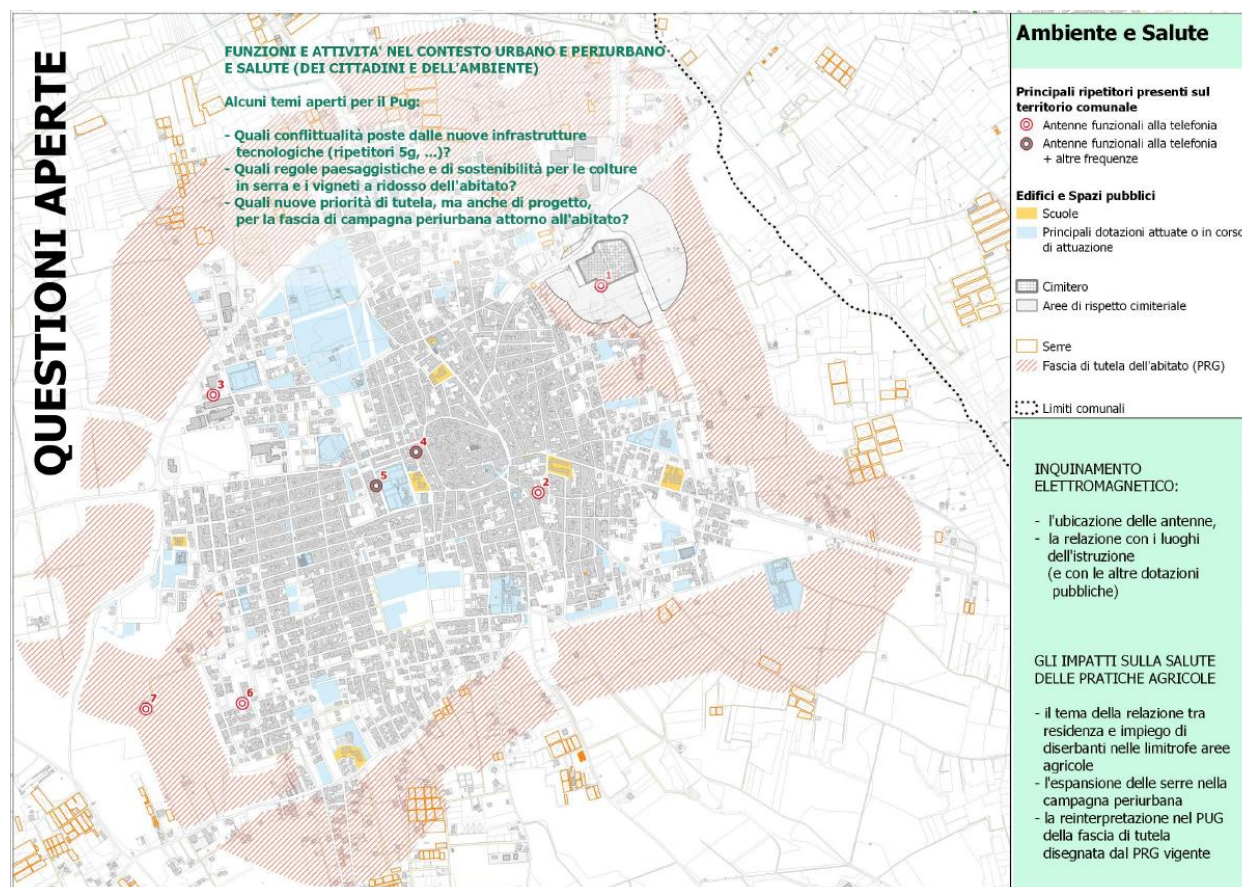 QUESTIONI APERTE
FUNZIONI E ATTIVITA' NEL CONTESTO URBANO E PERIURBANO
E SALUTE (DEI CITTADINI E DELL'AMBIENTE)
Alcuni temi aperti per il Pug:
- Quali conflittualità poste dalle nuove infrastrutture
tecnologiche (ripetitori 5g, ...)?
- Quali regole paesaggistiche e di sostenibilità per le colture
in serra e i vigneti a ridosso dell'abitato?
- Quali nuove priorità di tutela, ma anche di progetto,
per la fascia di campagna periurbana attorno all'abitato?
1
3
4
5
2
6
7
Ambiente e Salute
Principali ripetitori presenti sul
territorio comunale
Antenne funzionali alla telefonia
Antenne funzionali alla telefonia
+ altre frequenze
Edifici e Spazi pubblici
Scuole
Principali dotazioni attuate o in corso
di attuazione
Cimitero
Aree di rispetto cimiteriale
Serre
Fascia di tutela dell'abitato (PRG)
Limiti comunali
INQUINAMENTO
ELETTROMAGNETICO:
- l'ubicazione delle antenne,
- la relazione con i luoghi
dell'istruzione
(e con le altre dotazioni
pubbliche)
GLI IMPATTI SULLA SALUTE
DELLE PRATICHE AGRICOLE
- il tema della relazione tra
residenza e impiego di
diserbanti nelle limitrofe aree
agricole
- l'espansione delle serre nella
campagna periurbana
- la reinterpretazione nel PUG
della fascia di tutela
disegnata dal PRG vigente